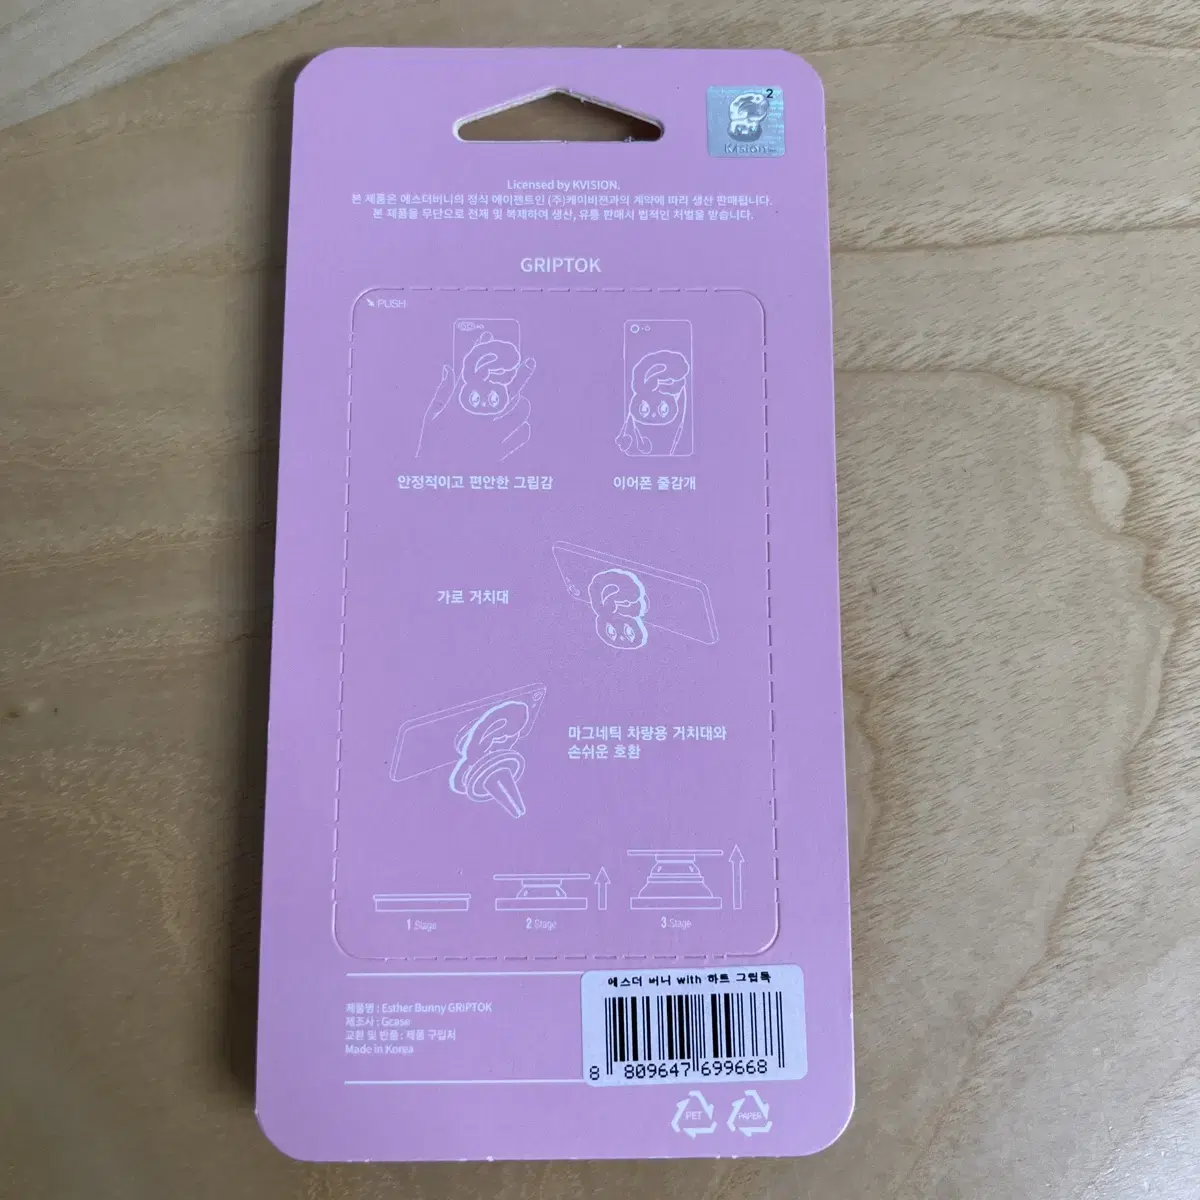 2
Kvision
Licensed by KVISION.
본 제품은 에스더버니의 정식 에이젠트인 (주)케이비젼과의 계약에 따리 생산 판매됩니다.
본 제품을 무단으로 전제 및 복제하여 생산, 유통 판매서 법적인 처벌을 받습니다.
GRIPTOK
PUSH
안정적이고 편안한 그립감
이어폰 줄감개
가로 거치대
마그네틱 차량용 거치대와
손쉬운 호환
1 Stage
2 Stage
3 Stage
에스더 버니 with 하트 그립톡
제품명 : Esther Bunny GRIPTOK
제조사 : Gcase
교환 및 반품 : 제품 구입처
Made in Korea
8 809647 699668
PET
PAPER